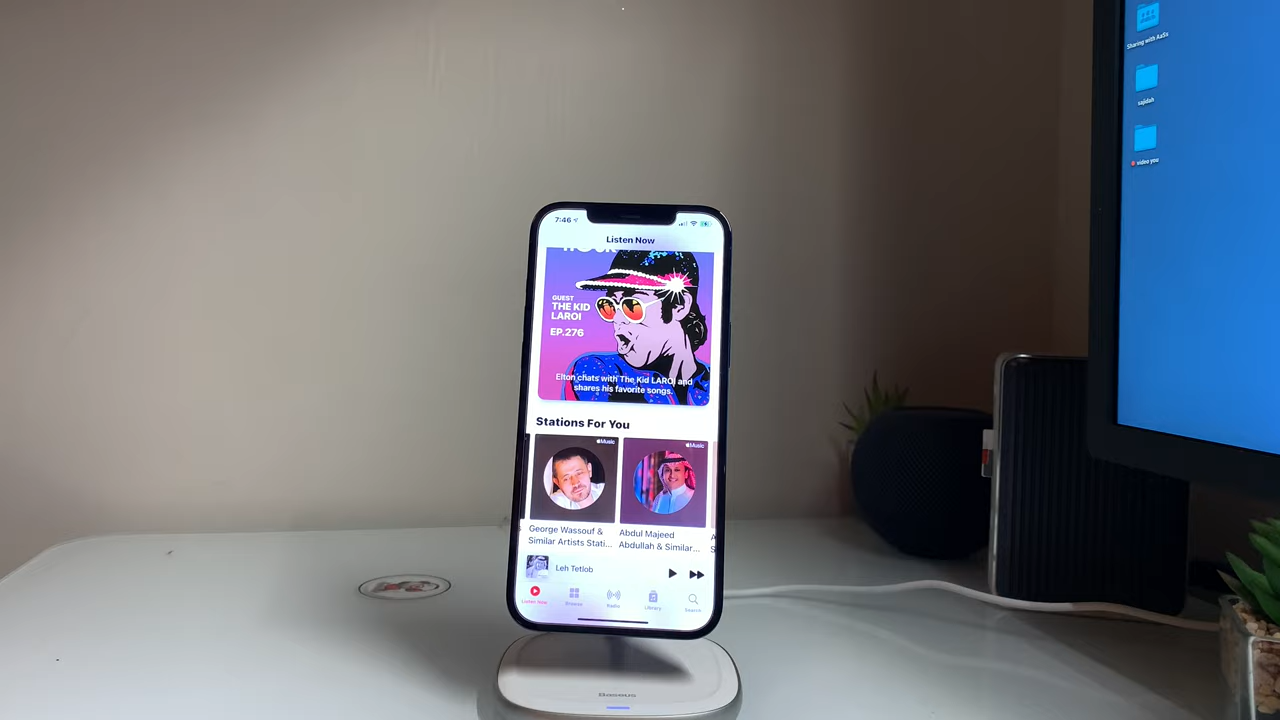 7:46
Listen Now
GUEST
THE KID
LAROI
EP.276
Elton chats with The Kid LAROI and
shares his favorite songs.
Stations For You
Music
Music
George Wassouf &
Similar Artists Stati...
Abdul Majeed
Abdullah & Similar...
Leh Tetlob
Listen Now
Browse
Radio
Library
Search
Baseus
Sharing with AaSs
sajidah
video you